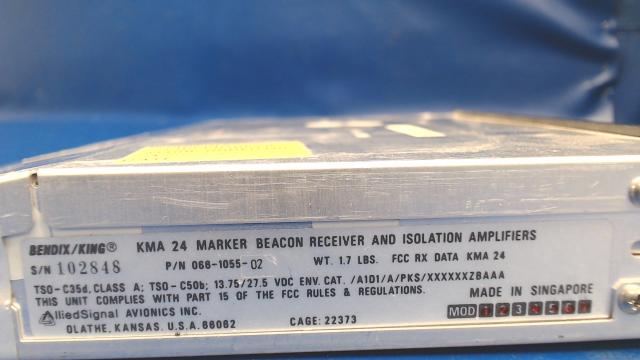 BENDIX/KING® KMA 24 MARKER BEACON RECEIVER AND ISOLATION AMPLIFIERS
S/N 102848 P/N 066-1055-02 WT. 1.7 LBS. FCC RX DATA KMA 24
TSO-C35d, CLASS A; TSO-C50b; 13.75/27.5 VDC ENV. CAT. /A1D1/A/PKS/XXXXXXZBAAA
THIS UNIT COMPLIES WITH PART 15 OF THE FCC RULES & REGULATIONS. MADE IN SINGAPORE
AlliedSignal AVIONICS INC. MOD 1 2 3
OLATHE, KANSAS. U.S.A. 66062 CAGE: 22373